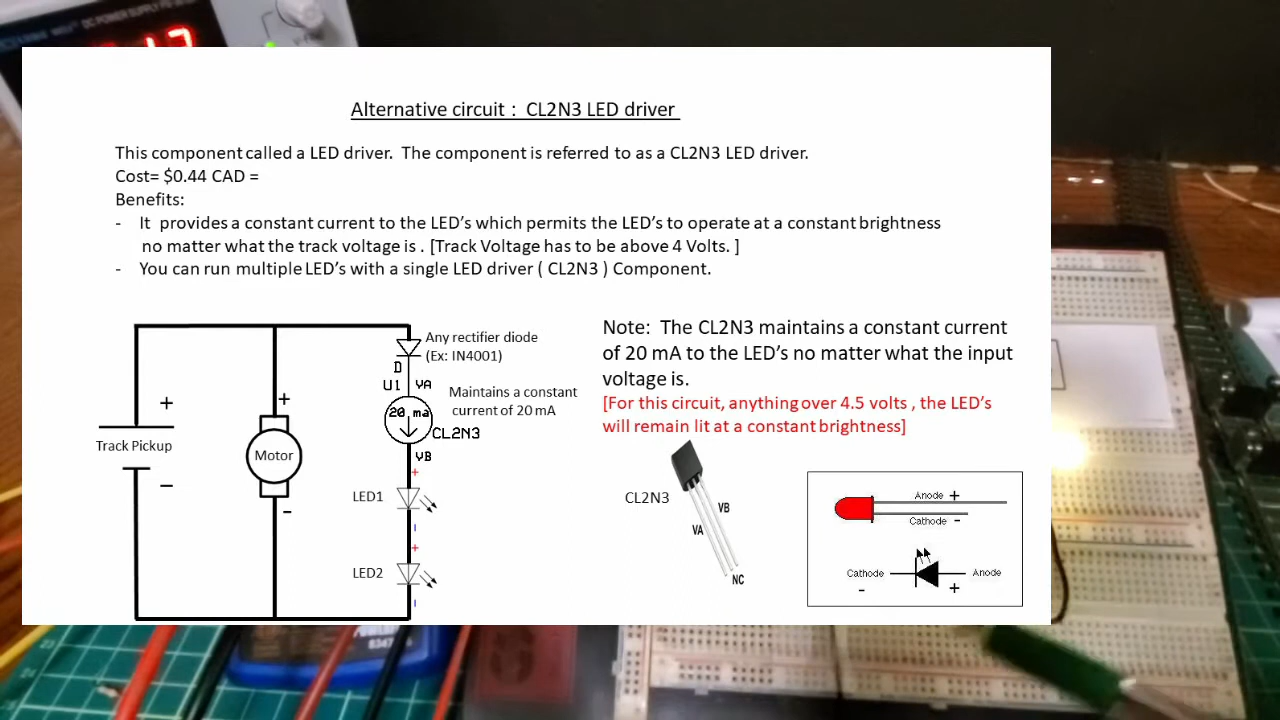 DC POWER SUPPLY
Alternative circuit :  CL2N3 LED driver
This component called a LED driver.  The component is referred to as a CL2N3 LED driver.
Cost= $0.44 CAD =
Benefits:
-  It  provides a constant current to the LED's which permits the LED's to operate at a constant brightness
no matter what the track voltage is . [Track Voltage has to be above 4 Volts. ]
-  You can run multiple LED's with a single LED driver ( CL2N3 ) Component.
Any rectifier diode
(Ex: IN4001)
D
U1 VA
Maintains a constant
current of 20 mA
20 ma
CL2N3
VB
+
Track Pickup
−
+
Motor
-
+
LED1
-
+
LED2
-
Note:  The CL2N3 maintains a constant current
of 20 mA to the LED's no matter what the input
voltage is.
[For this circuit, anything over 4.5 volts , the LED's
will remain lit at a constant brightness]
CL2N3
VB
VA
NC
Anode +
Cathode -
Cathode
-
Anode
+